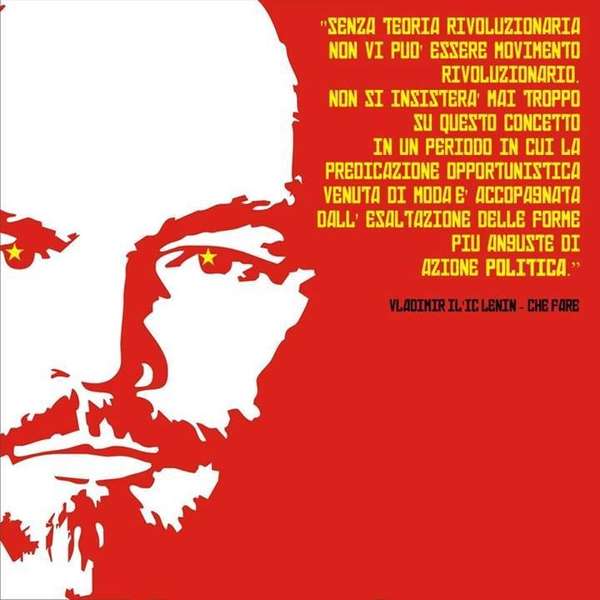 "SENZA TEORIA RIVOLUZIONARIA
NON VI PUO' ESSERE MOVIMENTO
RIVOLUZIONARIO.
NON SI INSISTERA' MAI TROPPO
SU QUESTO CONCETTO
IN UN PERIODO IN CUI LA
PREDICAZIONE OPPORTUNISTICA
VENUTA DI MODA E' ACCOPAGNATA
DALL' ESALTAZIONE DELLE FORME
PIU ANGUSTE DI
AZIONE POLITICA."
VLADIMIR IL'IC LENIN - CHE FARE